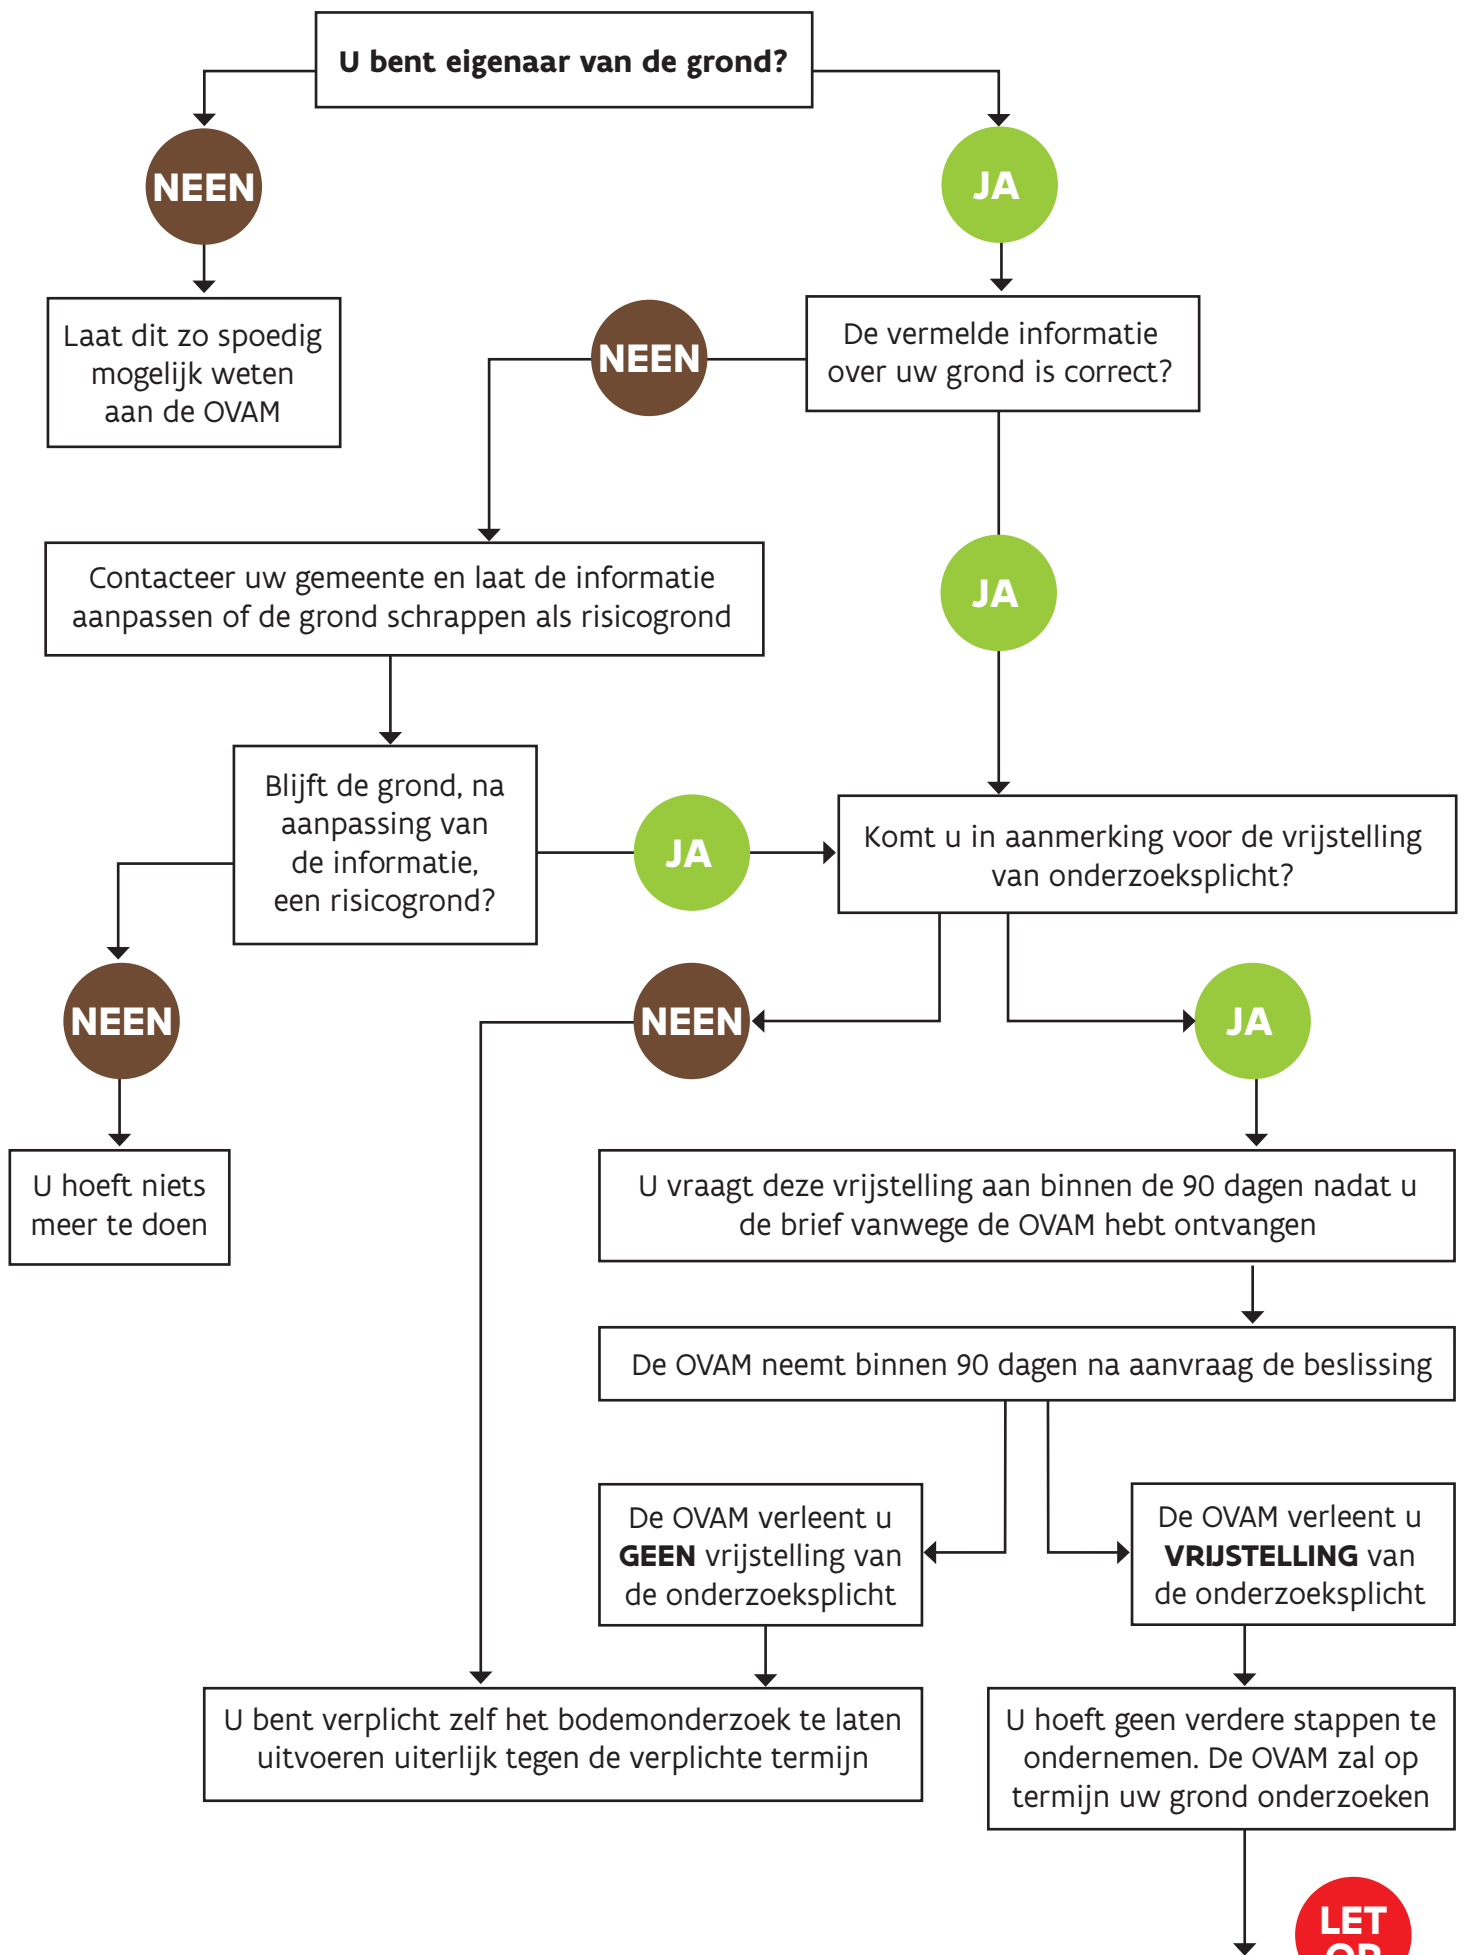 U bent eigenaar van de grond?
NEEN
JA
Laat dit zo spoedig
mogelijk weten
aan de OVAM
NEEN
De vermelde informatie
over uw grond is correct?
Contacteer uw gemeente en laat de informatie
aanpassen of de grond schrappen als risicogrond
JA
Blijft de grond, na
aanpassing van
de informatie,
een risicogrond?
JA
Komt u in aanmerking voor de vrijstelling
van onderzoeksplicht?
NEEN
NEEN
JA
U hoeft niets
meer te doen
U vraagt deze vrijstelling aan binnen de 90 dagen nadat u
de brief vanwege de OVAM hebt ontvangen
De OVAM neemt binnen 90 dagen na aanvraag de beslissing
De OVAM verleent u
GEEN vrijstelling van
de onderzoeksplicht
De OVAM verleent u
VRIJSTELLING van
de onderzoeksplicht
U bent verplicht zelf het bodemonderzoek te laten
uitvoeren uiterlijk tegen de verplichte termijn
U hoeft geen verdere stappen te
ondernemen. De OVAM zal op
termijn uw grond onderzoeken
LET
OP